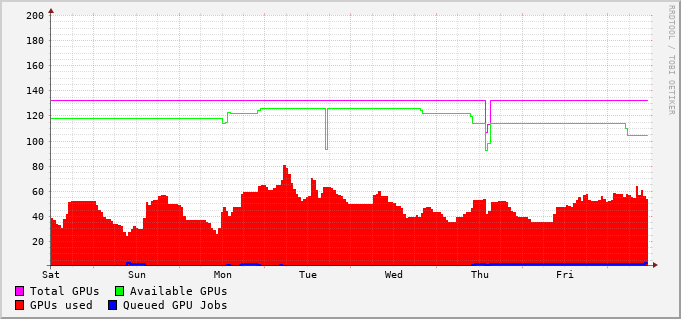 200
180
160
140
120
100
80
60
40
20
Sat Sun Mon Tue Wed Thu Fri
Total GPUs Available GPUs
GPUs used Queued GPU Jobs
RRDTOOL / TOBI OETIKER